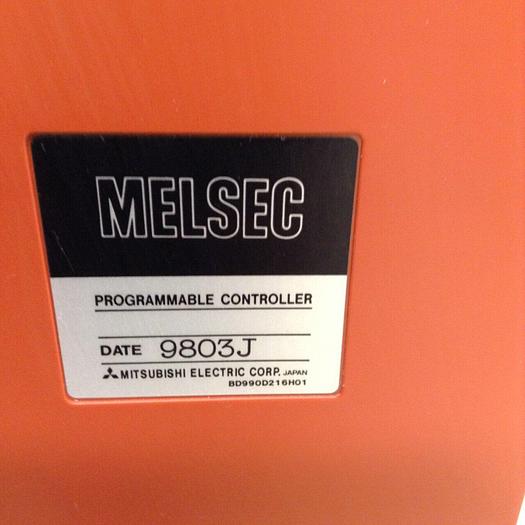 MELSEC
PROGRAMMABLE CONTROLLER
DATE 9803J
MITSUBISHI ELECTRIC CORP. JAPAN
BD990D216H01